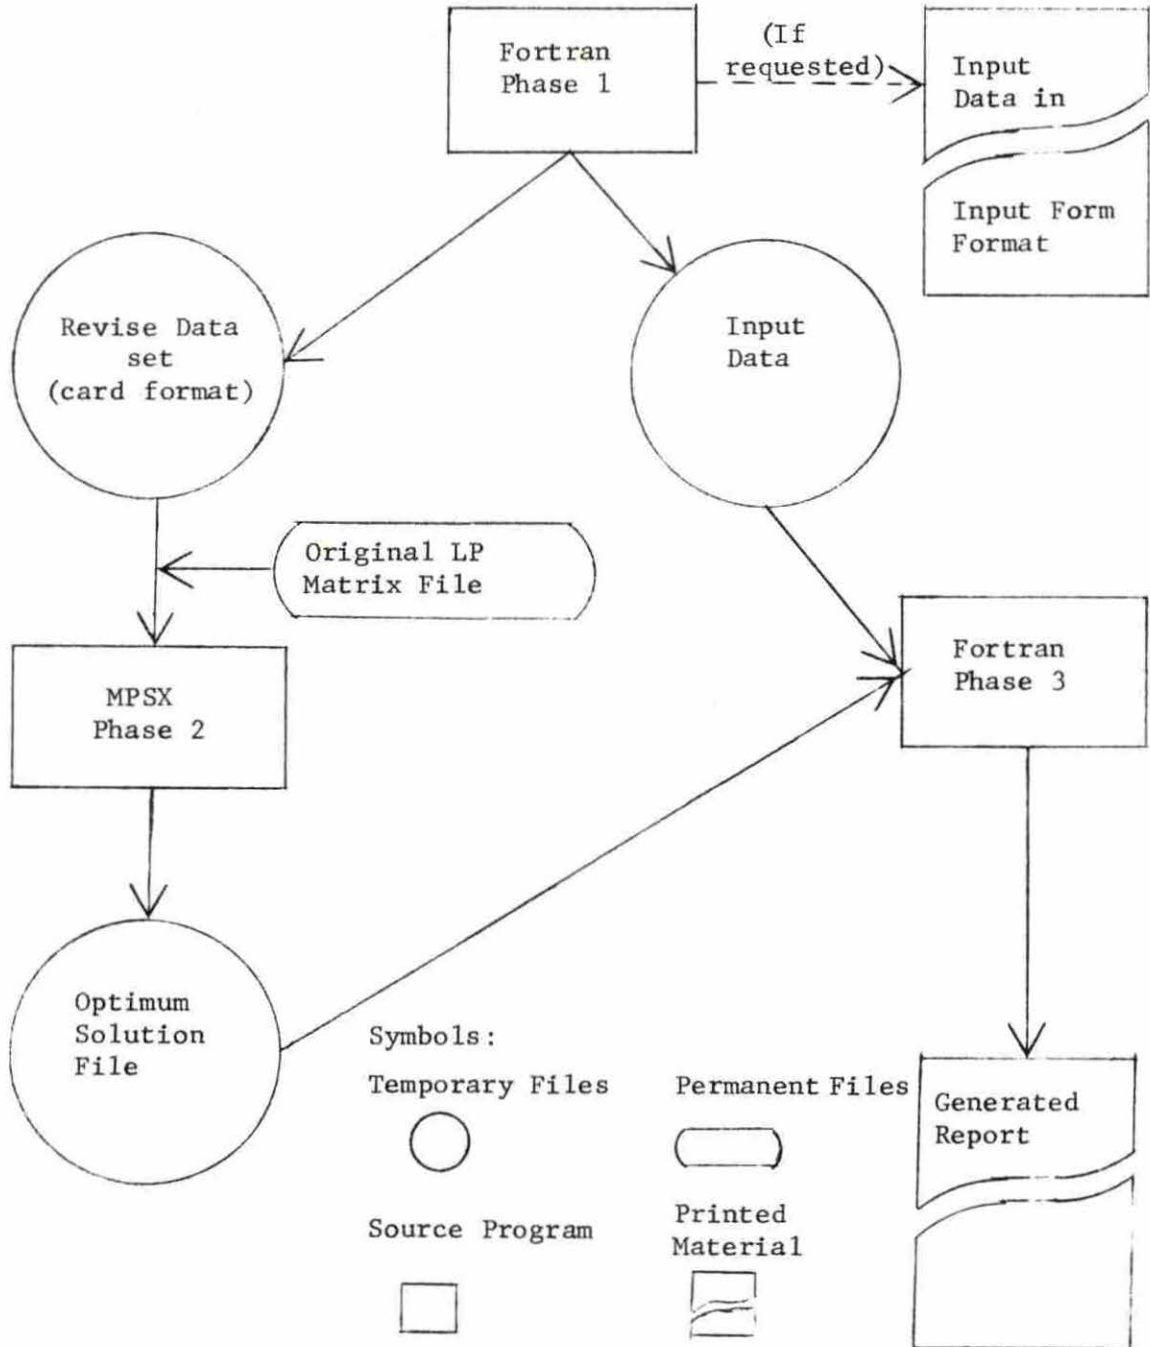 Fortran
Phase 1
(If
requested)
Input
Data in
Input Form
Format
Revise Data
set
(card format)
Input
Data
Original LP
Matrix File
MPSX
Phase 2
Fortran
Phase 3
Optimum
Solution
File
Symbols:
Temporary Files
Permanent Files
Source Program
Printed
Material
Generated
Report